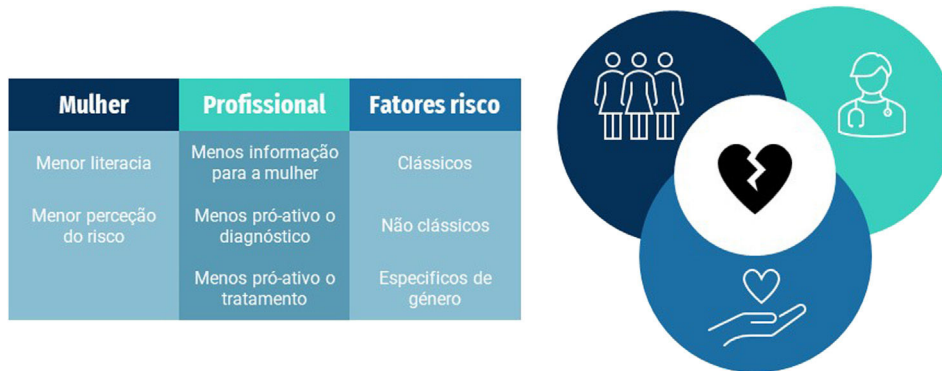 Mulher
Profissional
Fatores risco
Menor literacia
Menos informação
para a mulher
Clássicos
Menor perceção
do risco
Menos pró-ativo o
diagnóstico
Não clássicos
Menos pró-ativo o
tratamento
Especificos de
género